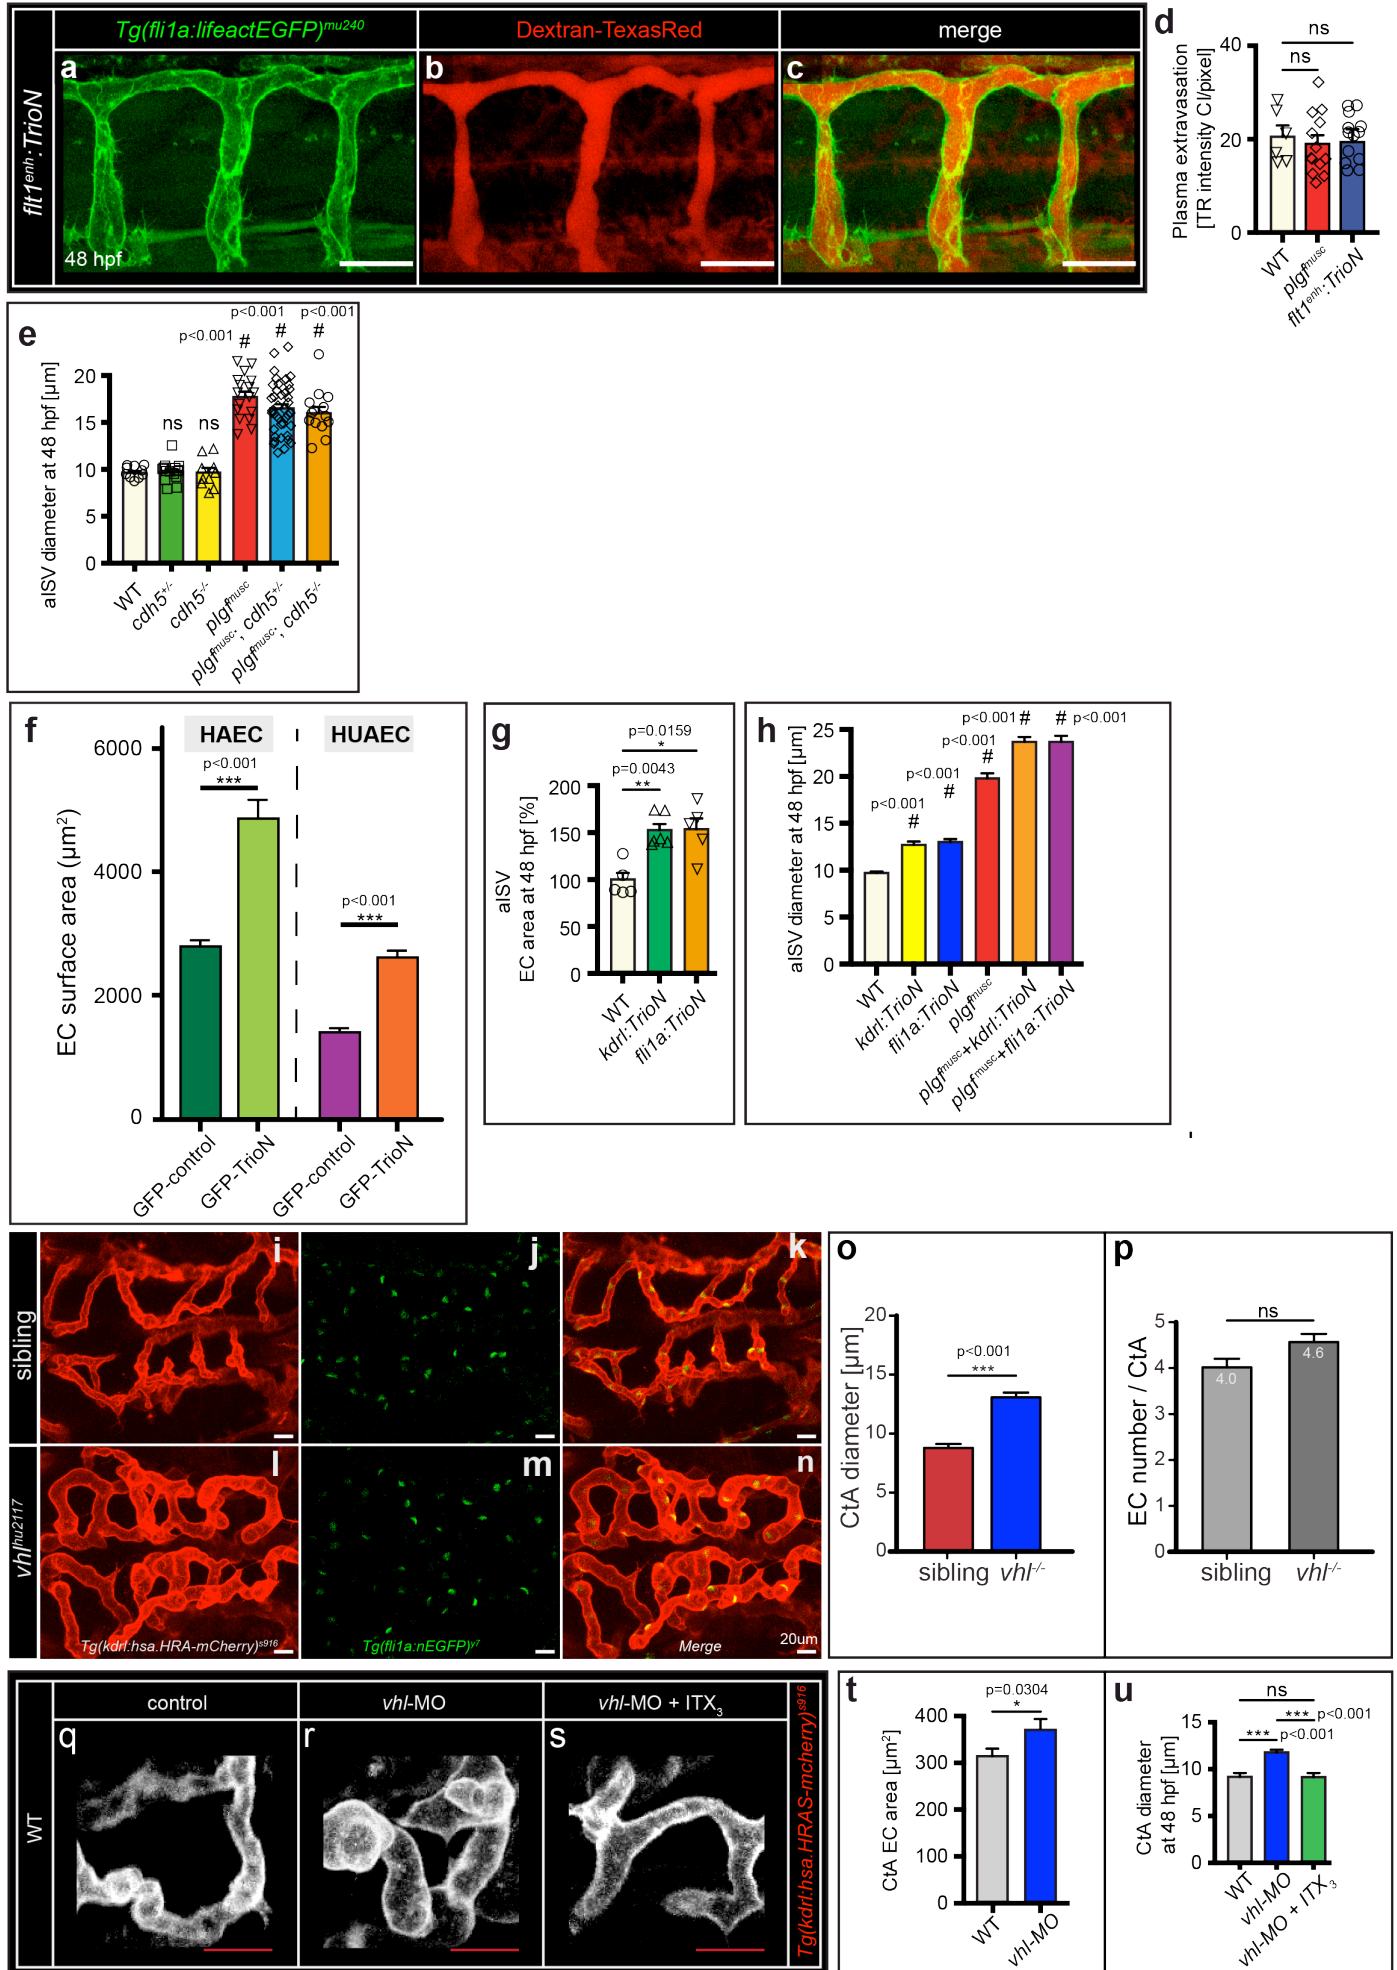 Tg(fli1a:lifeactEGFP)mu240
Dextran-TexasRed
merge
flt1enh:TrioN
a
b
c
48 hpf
d
Plasma extravasation
[TR intensity CI/pixel]
40
20
0
ns
ns
WT
plgfmusc
flt1enh:TrioN
e
aISV diameter at 48 hpf [µm]
20
15
10
5
0
ns
ns
p<0.001
#
p<0.001
#
p<0.001
#
WT
cdh5+/-
cdh5-/-
plgfmusc
plgfmusc; cdh5+/-
plgfmusc; cdh5-/-
f
HAEC
HUAEC
EC surface area (µm2)
6000
4000
2000
0
p<0.001
***
p<0.001
***
GFP-control
GFP-TrioN
GFP-control
GFP-TrioN
g
aISV
EC area at 48 hpf [%]
200
150
100
50
0
p=0.0159
*
p=0.0043
**
WT
kdrl:TrioN
fli1a:TrioN
h
aISV diameter at 48 hpf [µm]
25
20
15
10
5
0
p<0.001
#
p<0.001
#
p<0.001
#
p<0.001 #
# p<0.001
WT
kdrl:TrioN
fli1a:TrioN
plgfmusc
plgfmusc+kdrl:TrioN
plgfmusc+fli1a:TrioN
sibling
i
j
k
vhlhu2117
l
m
n
Tg(kdrl:hsa.HRA-mCherry)s916
Tg(fli1a:nEGFP)y7
Merge
20um
o
CtA diameter [µm]
20
15
10
5
0
p<0.001
***
sibling
vhl-/-
p
EC number / CtA
5
4
3
2
1
0
ns
4.0
4.6
sibling
vhl-/-
WT
control
vhl-MO
vhl-MO + ITX3
q
r
s
Tg(kdrl:hsa.HRAS-mcherry)s916
t
CtA EC area [µm2]
400
300
200
100
0
p=0.0304
*
WT
vhl-MO
u
CtA diameter
at 48 hpf [µm]
15
10
5
0
ns
*** p<0.001
*** p<0.001
WT
vhl-MO
vhl-MO + ITX3